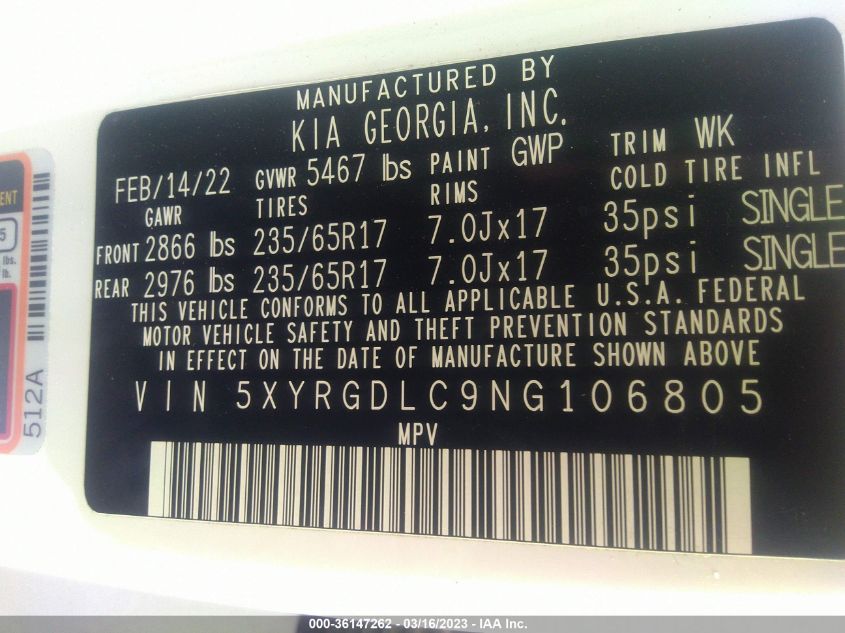 MANUFACTURED BY
KIA GEORGIA, INC.
FEB/14/22 GVWR 5467 lbs PAINT GWP TRIM WK
GAWR TIRES RIMS COLD TIRE INFL
FRONT 2866 lbs 235/65R17 7.0Jx17 35psi SINGLE
REAR 2976 lbs 235/65R17 7.0Jx17 35psi SINGLE
THIS VEHICLE CONFORMS TO ALL APPLICABLE U.S.A. FEDERAL
MOTOR VEHICLE SAFETY AND THEFT PREVENTION STANDARDS
IN EFFECT ON THE DATE OF MANUFACTURE SHOWN ABOVE
VIN 5XYRGDLC9NG106805
MPV
5
lbs.
lb.
512A
000-36147262 - 03/16/2023 - IAA Inc.